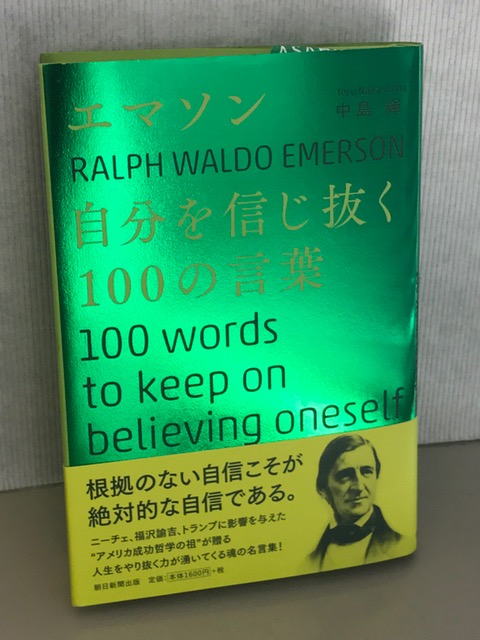 エマソン
中島
RALPH WALDO EMERSON
自分を信じ抜く
100の言葉
100 words
to keep on
believing oneself
根拠のない自信こそが
絶対的な自信である。
ニーチェ、福沢諭吉、トランプに影響を与えた
“アメリカ成功哲学の祖”が贈る
人生をやり抜く力が湧いてくる魂の名言集!
朝日新聞出版 定価:本体1600円+税